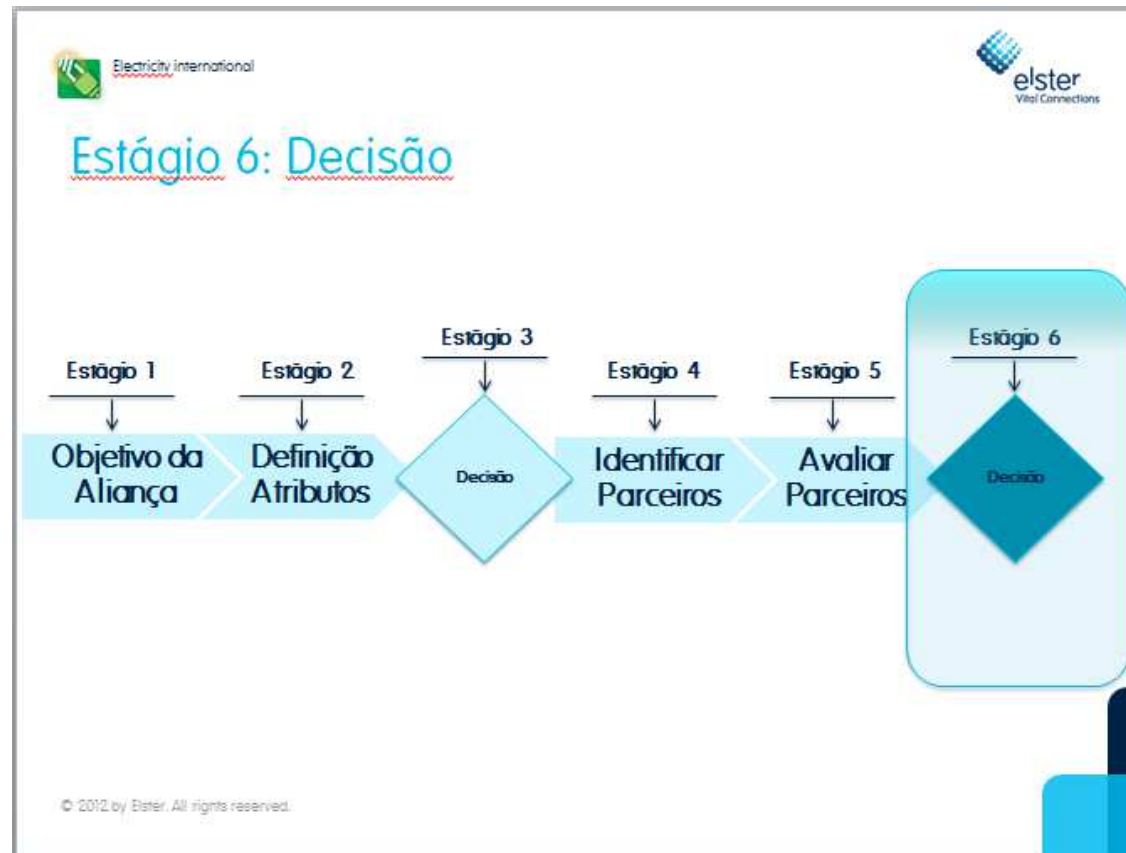 Electricity international
elster
Vital Connections
Estágio 6: Decisão
Estágio 1
Estágio 2
Estágio 3
Estágio 4
Estágio 5
Estágio 6
Objetivo da
Aliança
Definição
Atributos
Decisão
Identificar
Parceiros
Avaliar
Parceiros
Decisão
© 2012 by Elster. All rights reserved.